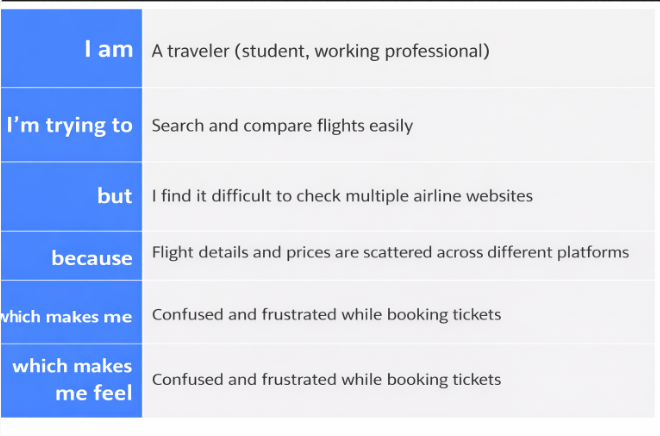 I am
A traveler (student, working professional)
I'm trying to
Search and compare flights easily
but
I find it difficult to check multiple airline websites
because
Flight details and prices are scattered across different platforms
which makes me
Confused and frustrated while booking tickets
which makes
me feel
Confused and frustrated while booking tickets